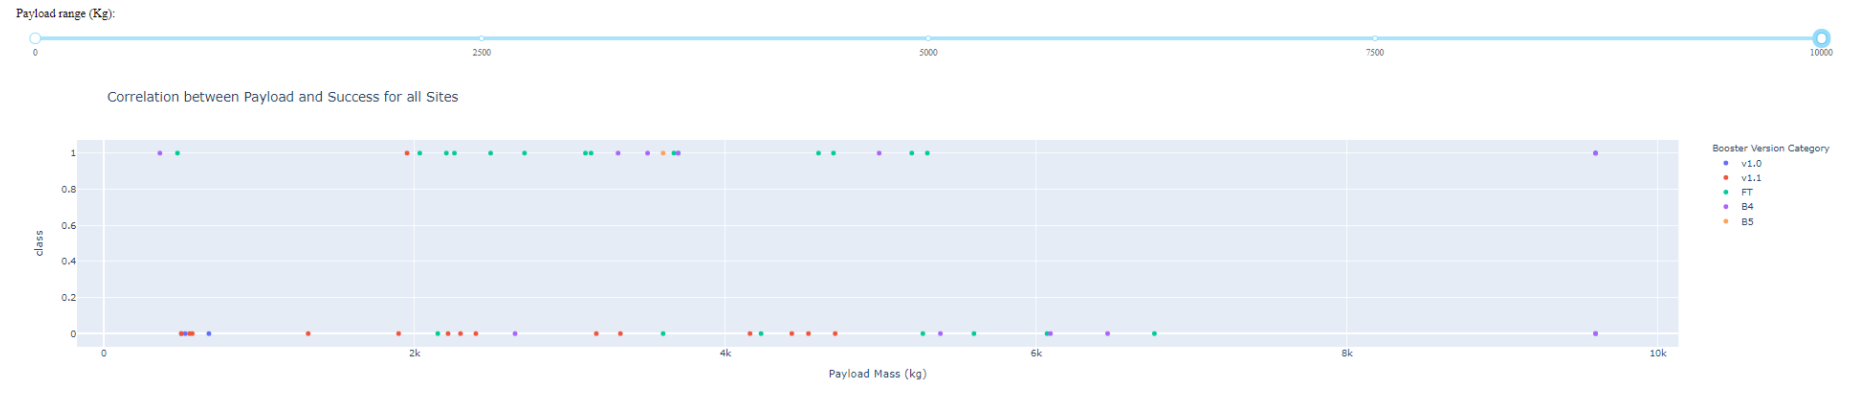 Payload range (Kg):
0 2500 5000 7500 10000
Correlation between Payload and Success for all Sites
1
0.8
0.6
0.4
0.2
0
class
0 2k 4k 6k 8k 10k
Payload Mass (kg)
Booster Version Category
v1.0
v1.1
FT
B4
B5